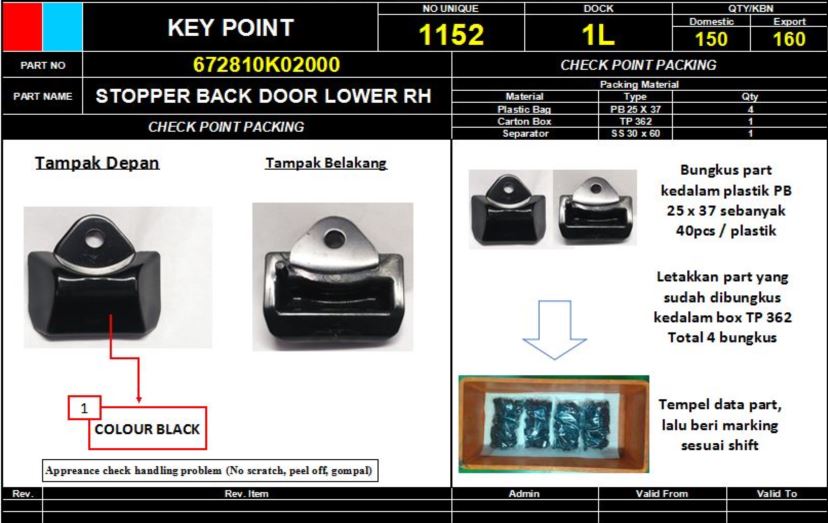 KEY POINT
NO UNIQUE
DOCK
QTY/KBN
1152
1L
Domestic
Export
150
160
PART NO
672810K02000
CHECK POINT PACKING
PART NAME
STOPPER BACK DOOR LOWER RH
Packing Material
Material Type Qty
Plastic Bag PB 25 X 37 4
Carton Box TP 362 1
Separator SS 30 x 60 1
CHECK POINT PACKING
Tampak Depan
Tampak Belakang
1
COLOUR BLACK
Appreance check handling problem (No scratch, peel off, gompal)
Bungkus part
kedalam plastik PB
25 x 37 sebanyak
40pcs / plastik
Letakkan part yang
sudah dibungkus
kedalam box TP 362
Total 4 bungkus
Tempel data part,
lalu beri marking
sesuai shift
Rev. Rev. Item Admin Valid From Valid To